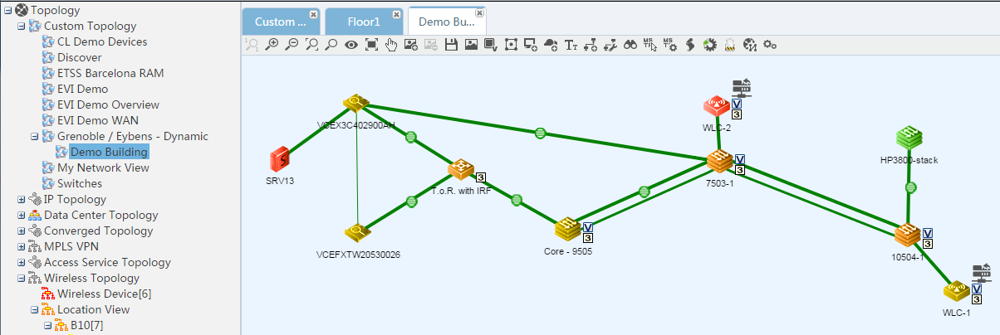 Topology
Custom Topology
CL Demo Devices
Discover
ETSS Barcelona RAM
EVI Demo
EVI Demo Overview
EVI Demo WAN
Grenoble / Eybens - Dynamic
Demo Building
My Network View
Switches
IP Topology
Data Center Topology
Converged Topology
MPLS VPN
Access Service Topology
Wireless Topology
Wireless Device[6]
Location View
B10[7]
Custom ...
Floor1
Demo Bu...
VCEX3C402900AH
SRV13
T.o.R. with IRF
3
VCEFXTW20530026
Core - 9505
V
3
WLC-2
V
3
7503-1
V
3
HP3800-stack
10504-1
V
3
WLC-1
V
3